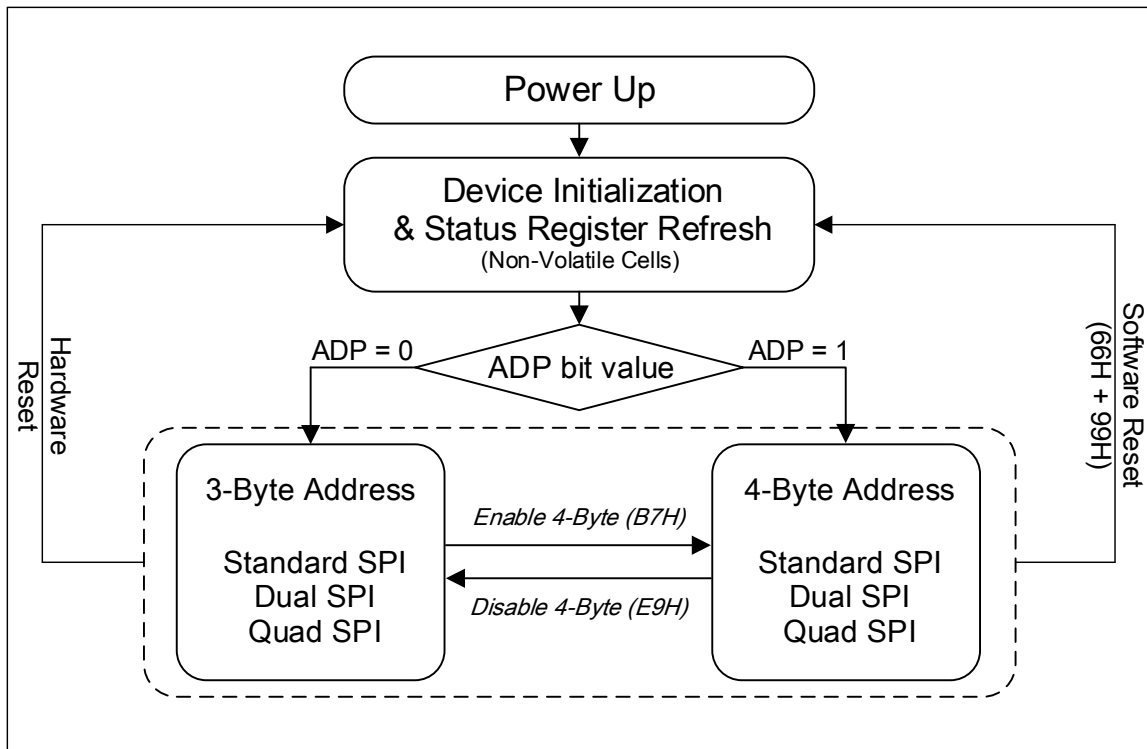 Power Up
Device Initialization
& Status Register Refresh
(Non-Volatile Cells)
ADP = 0
ADP bit value
ADP = 1
Hardware
Reset
Software Reset
(66H + 99H)
3-Byte Address
Standard SPI
Dual SPI
Quad SPI
Enable 4-Byte (B7H)
Disable 4-Byte (E9H)
4-Byte Address
Standard SPI
Dual SPI
Quad SPI